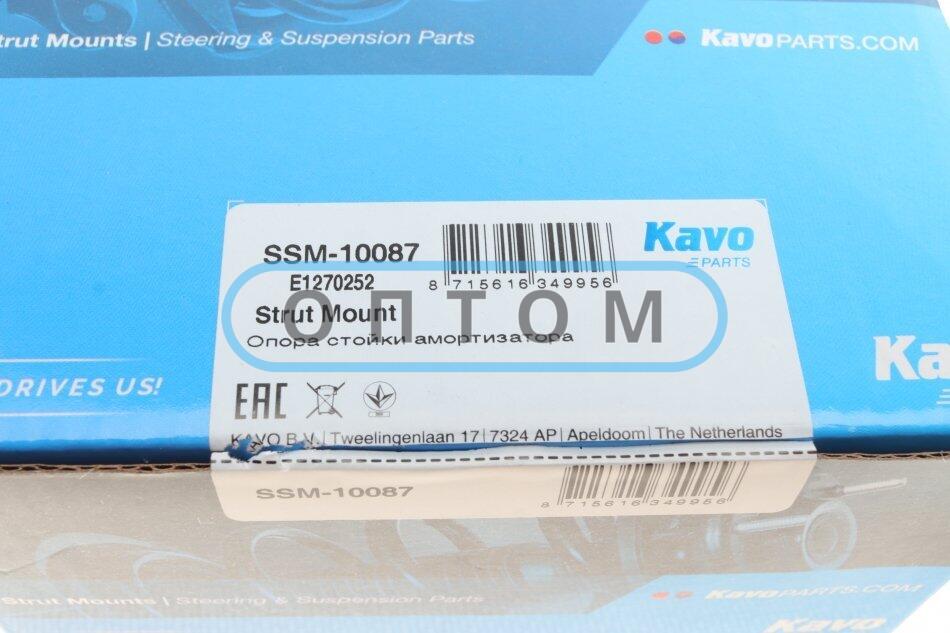 trut Mounts | Steering & Suspension Parts
KavoPARTS.COM
SSM-10087
E1270252
8 715616 349956
Kavo
PARTS
Strut Mount
ОПТОМ
Опора стойки амортизатора
DRIVES US!
Ka
EAC
KAVO B.V. | Tweelingenlaan 17 | 7324 AP | Apeldoorn | The Netherlands
SSM-10087
8 715616 349956
Strut Mounts | Steering & Suspension Parts
KavoPARTS.COM
Kavo